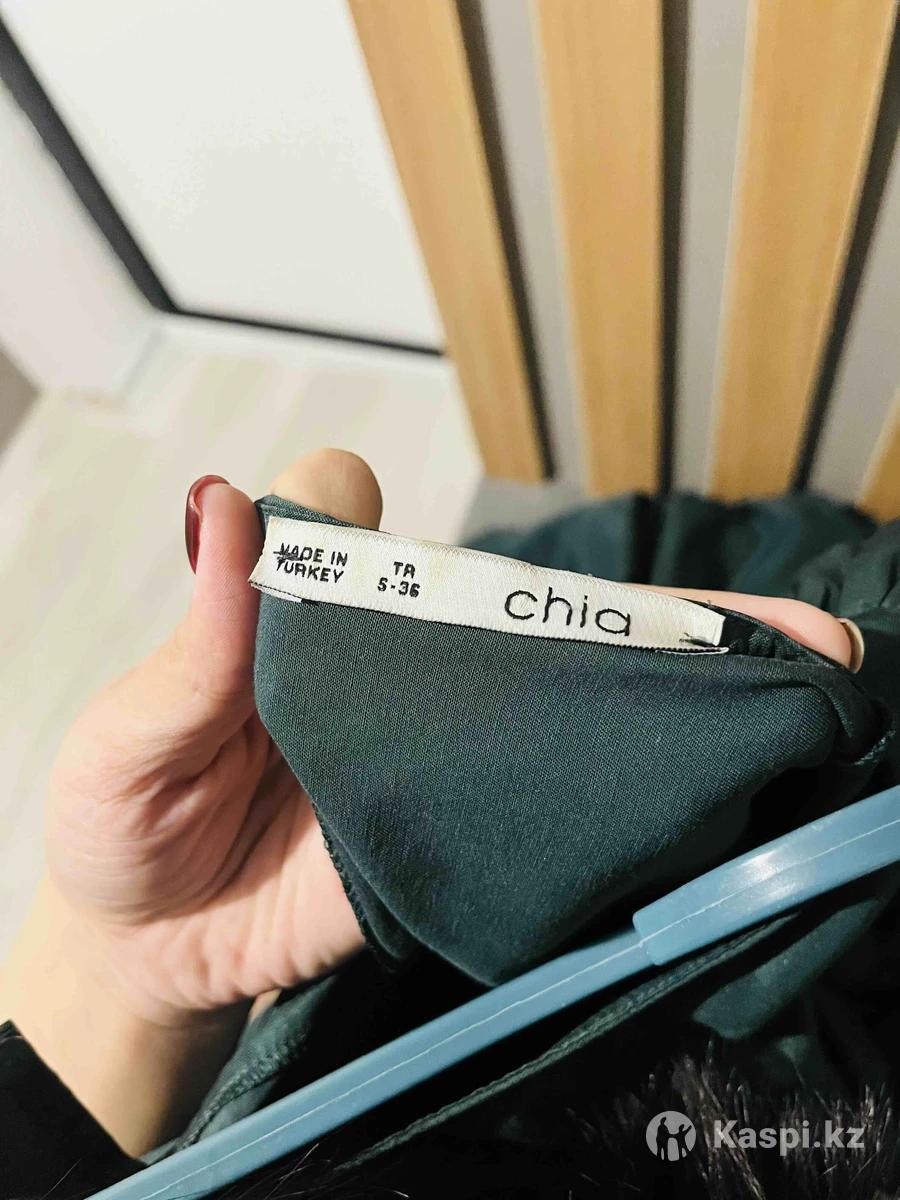 MADE IN
TURKEY
TR
S-36
chia
Kaspi.kz